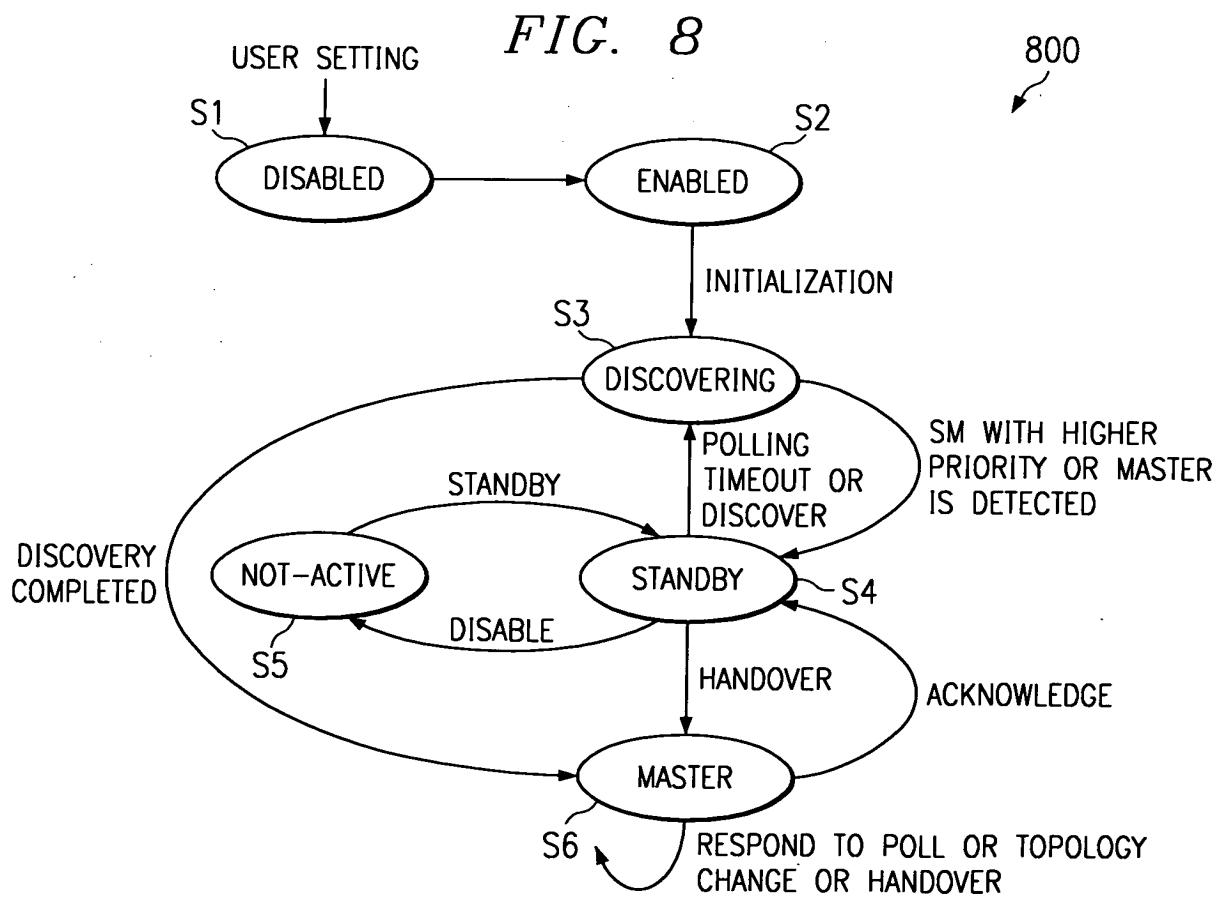 FIG. 8
800
USER SETTING
S1
DISABLED
S2
ENABLED
INITIALIZATION
S3
DISCOVERING
POLLING
TIMEOUT OR
DISCOVER
SM WITH HIGHER
PRIORITY OR MASTER
IS DETECTED
STANDBY
DISCOVERY
COMPLETED
NOT-ACTIVE
S5
STANDBY
S4
DISABLE
HANDOVER
ACKNOWLEDGE
MASTER
S6
RESPOND TO POLL OR TOPOLOGY
CHANGE OR HANDOVER